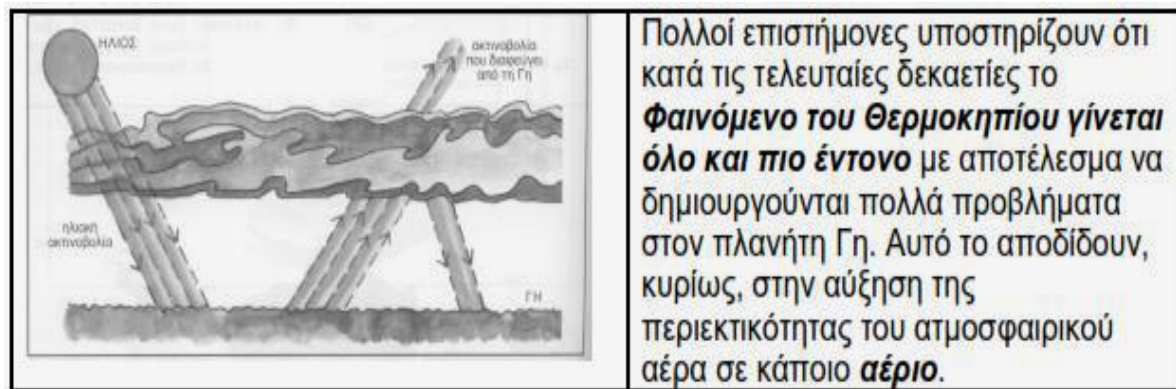 ΗΛΙΟΣ
ακτινοβολία
που διαφεύγει
από τη Γη
ηλιακή
ακτινοβολία
ΓΗ
Πολλοί επιστήμονες υποστηρίζουν ότι
κατά τις τελευταίες δεκαετίες το
Φαινόμενο του Θερμοκηπίου γίνεται
όλο και πιο έντονο με αποτέλεσμα να
δημιουργούνται πολλά προβλήματα
στον πλανήτη Γη. Αυτό το αποδίδουν,
κυρίως, στην αύξηση της
περιεκτικότητας του ατμοσφαιρικού
αέρα σε κάποιο αέριο.